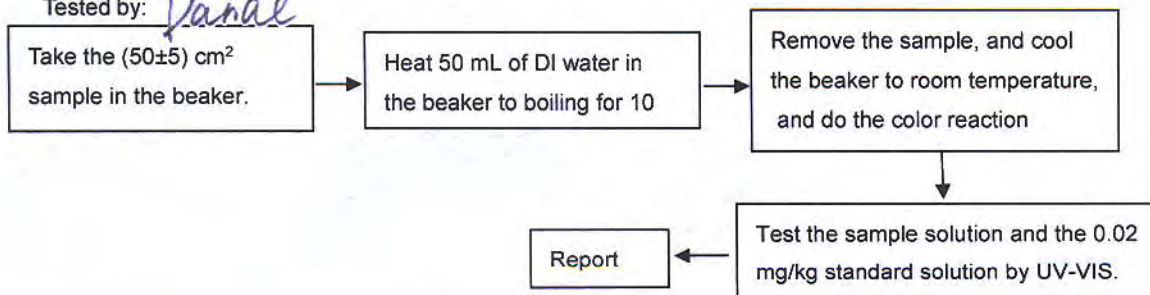 Tested by:
Take the (50±5) cm²
sample in the beaker.
Heat 50 mL of DI water in
the beaker to boiling for 10
Remove the sample, and cool
the beaker to room temperature,
and do the color reaction
Test the sample solution and the 0.02
mg/kg standard solution by UV-VIS.
Report